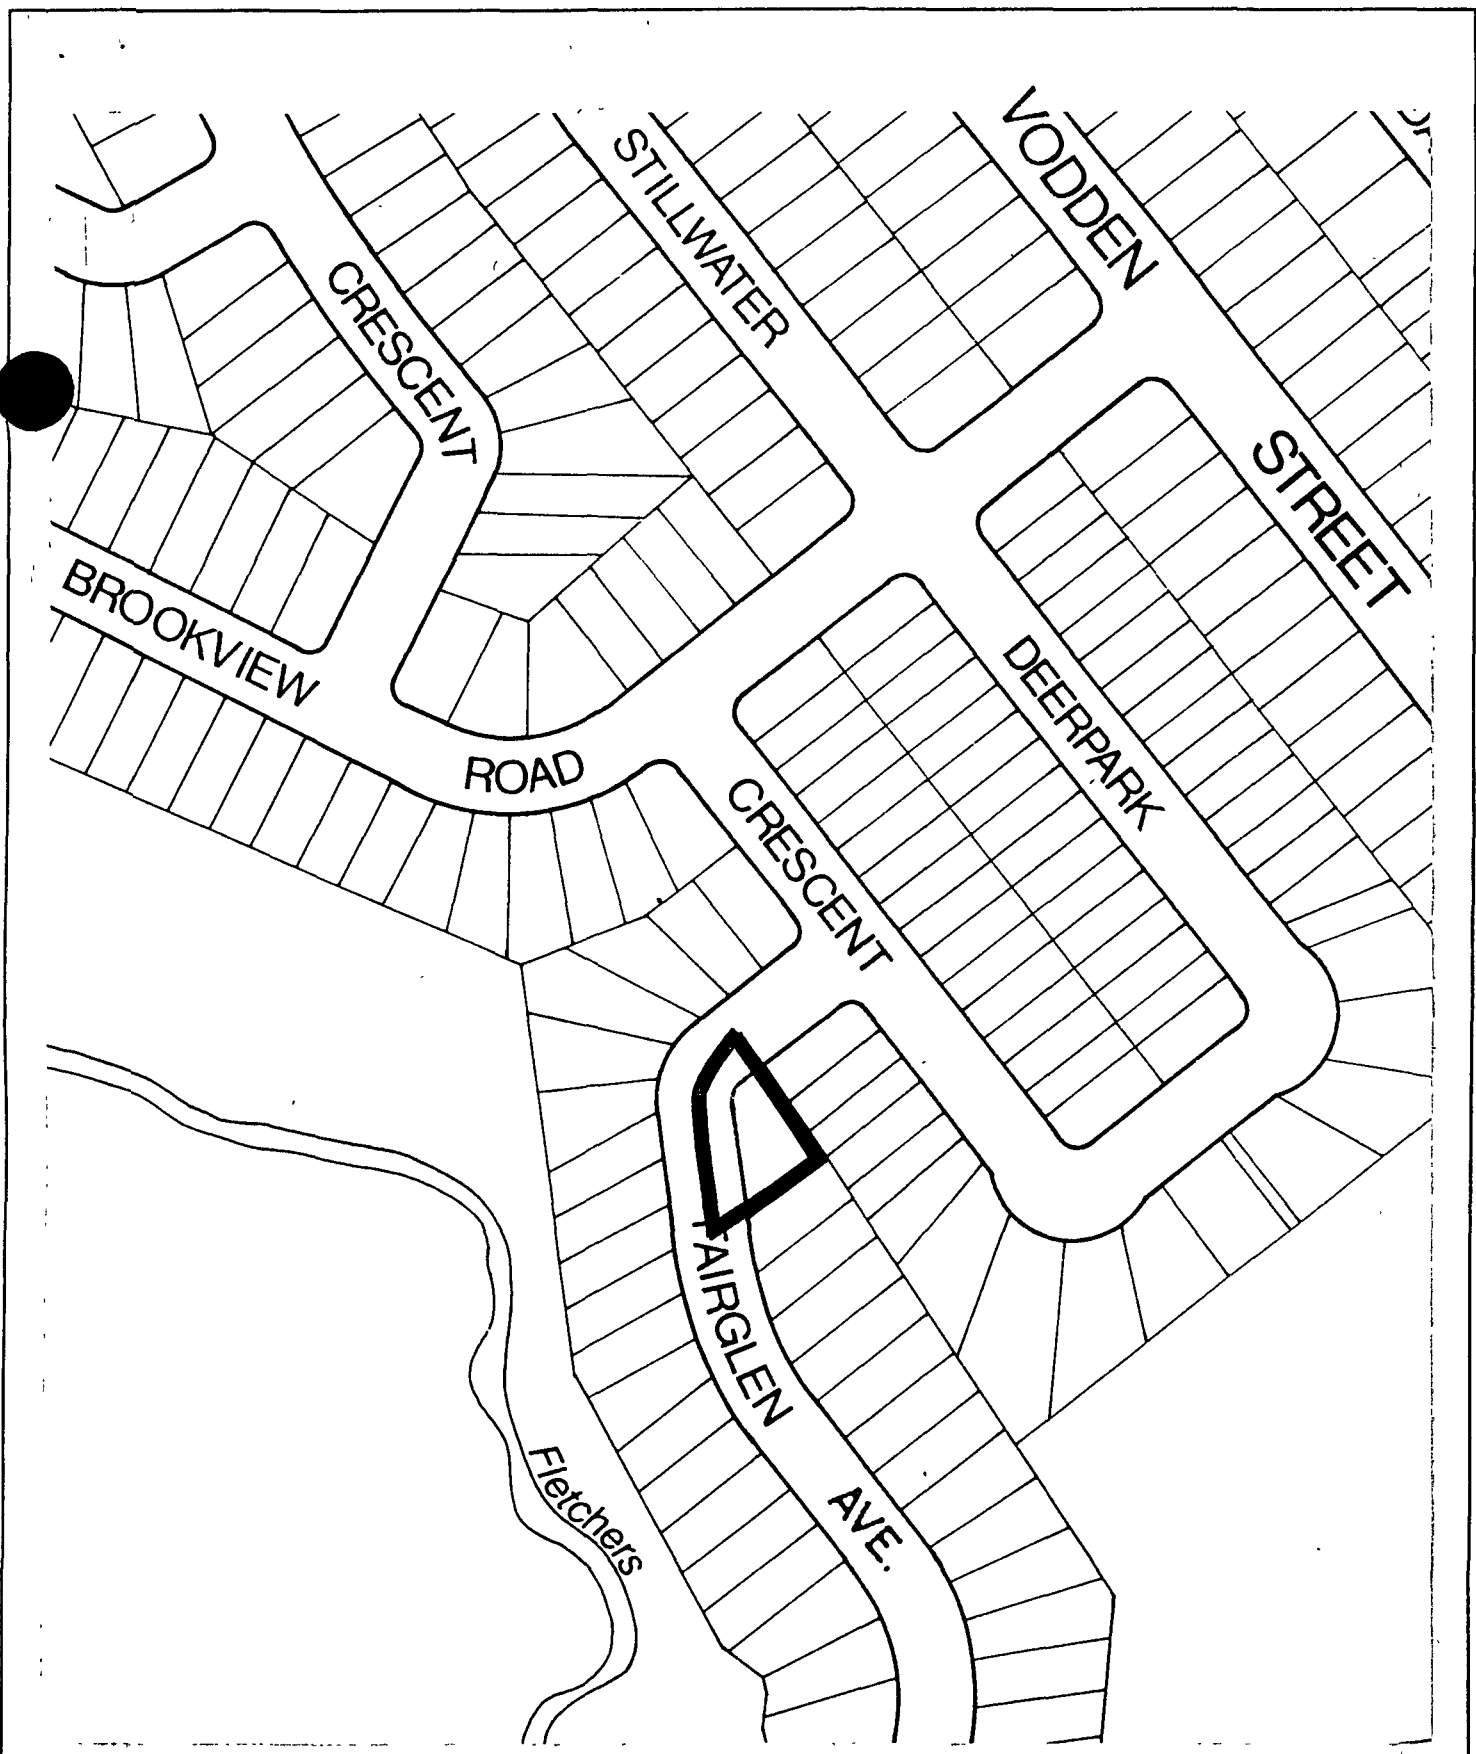 VODDEN
STREET
STILLWATER
CRESCENT
BROOKVIEW
ROAD
DEERPARK
CRESCENT
FAIRGLEN
AVE.
Fletchers